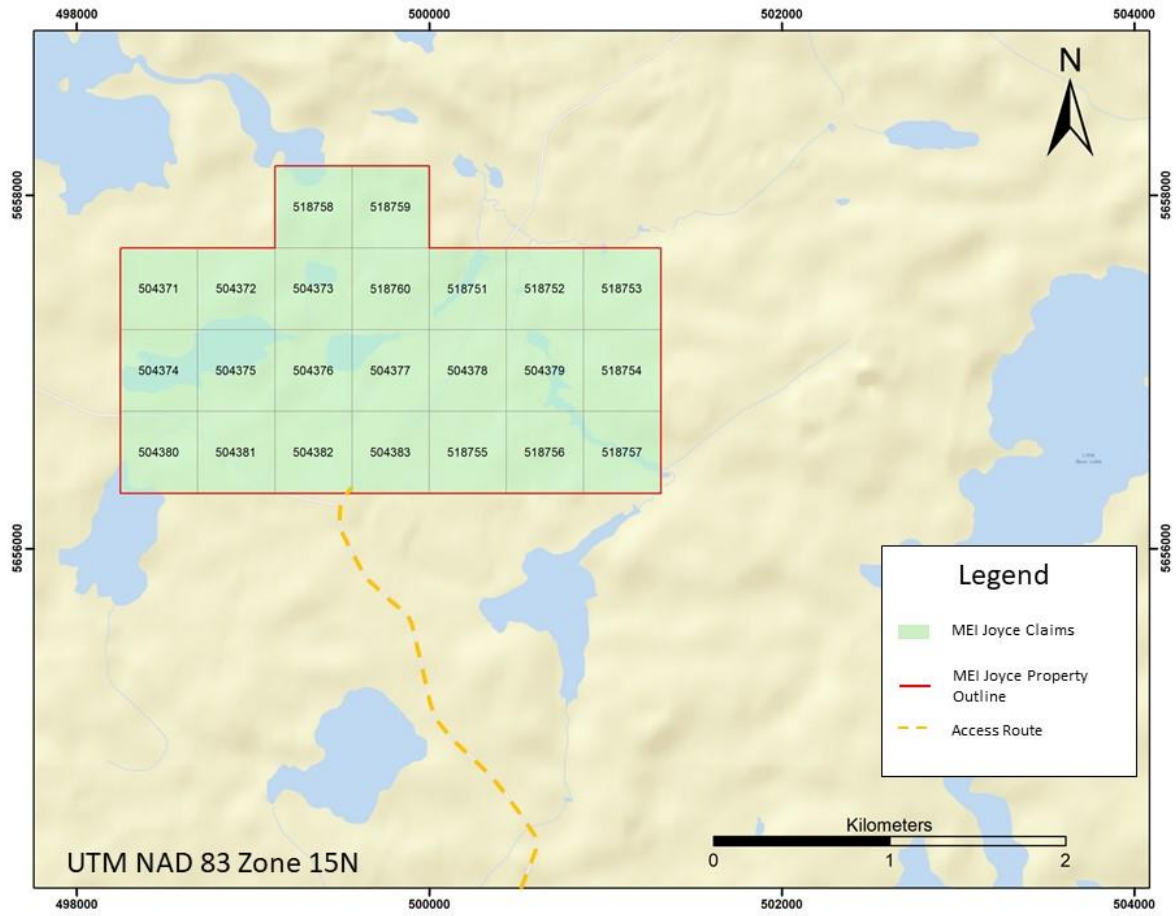 498000 500000 502000 504000
N
5658000 5658000
518758 518759
504371 504372 504373 518760 518751 518752 518753
504374 504375 504376 504377 504378 504379 518754
504380 504381 504382 504383 518755 518756 518757
5656000 5656000
Legend
MEI Joyce Claims
MEI Joyce Property
Outline
Access Route
Kilometers
0 1 2
UTM NAD 83 Zone 15N
498000 500000 502000 504000